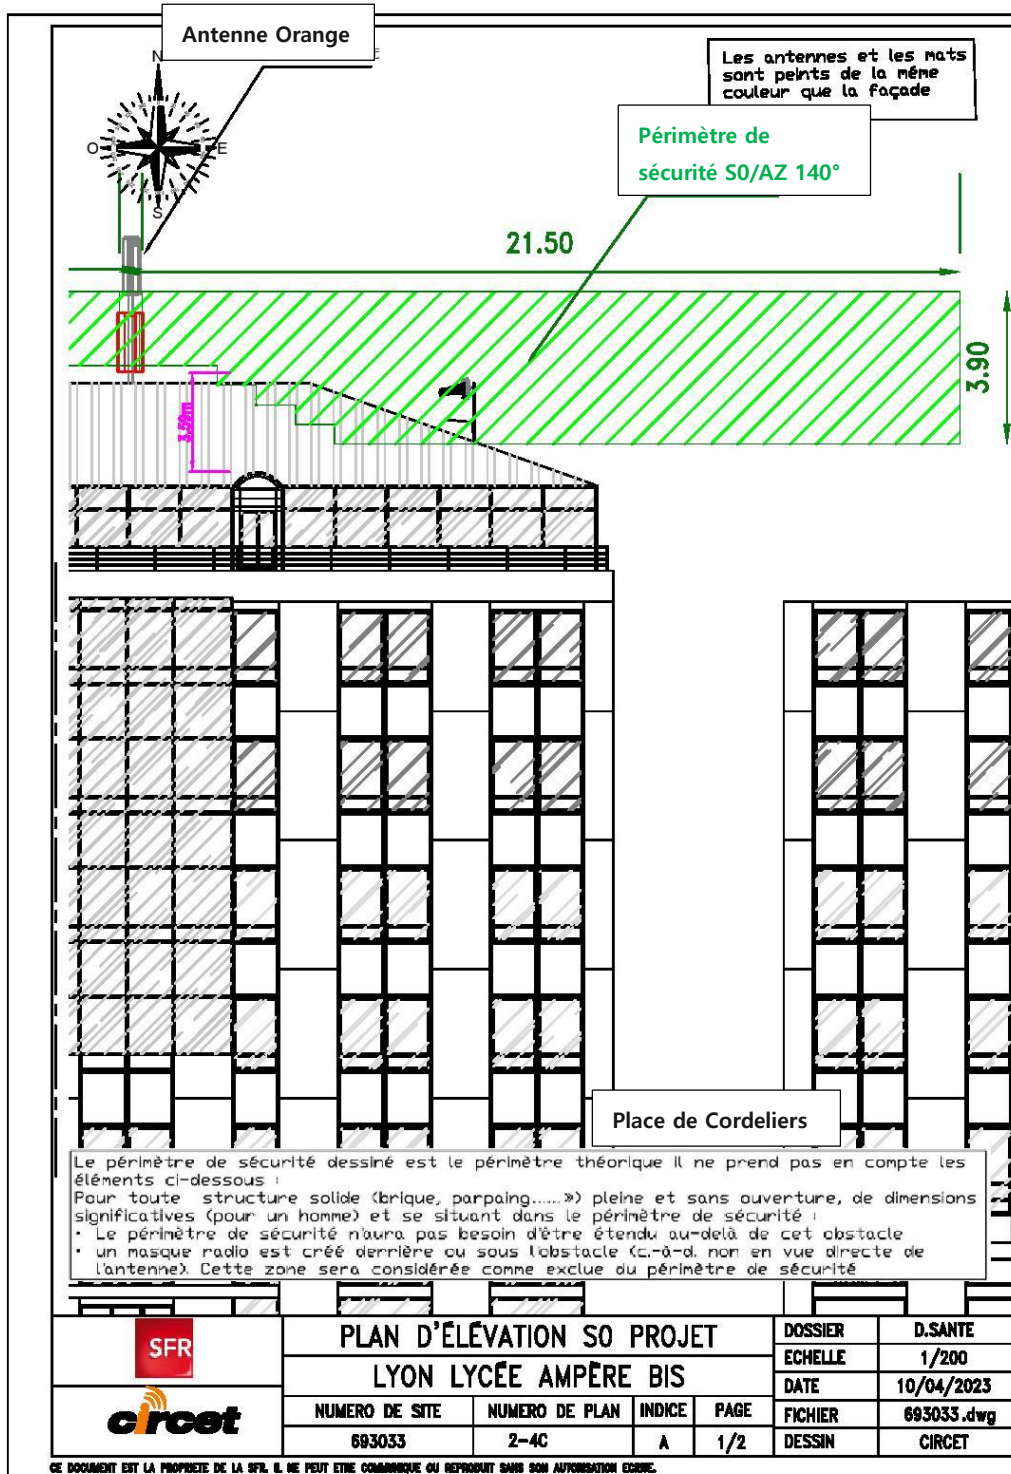 Antenne Orange
N
O
E
S
Les antennes et les mats
sont peints de la même
couleur que la façade
Périmètre de
sécurité S0/AZ 140°
21.50
3.90
3.59m
Place de Cordeliers
Le périmètre de sécurité dessiné est le périmètre théorique il ne prend pas en compte les
éléments ci-dessous :
Pour toute structure solide (brique, parpaing.....») pleine et sans ouverture, de dimensions
significatives (pour un homme) et se situant dans le périmètre de sécurité :
• Le périmètre de sécurité n'aura pas besoin d'être étendu au-delà de cet obstacle
• un masque radio est créé derrière ou sous l'obstacle (c.-à-d. non en vue directe de
l'antenne). Cette zone sera considérée comme exclue du périmètre de sécurité
SFR
circet
PLAN D'ÉLÉVATION S0 PROJET
LYON LYCÉE AMPÈRE BIS
NUMERO DE SITE
NUMERO DE PLAN
INDICE
PAGE
693033
2-4C
A
1/2
DOSSIER
D.SANTE
ECHELLE
1/200
DATE
10/04/2023
FICHIER
693033.dwg
DESSIN
CIRCET
CE DOCUMENT EST LA PROPRIETE DE LA SFR. IL NE PEUT ETRE COMMUNIQUE OU REPRODUIT SANS SON AUTORISATION ECRITE.